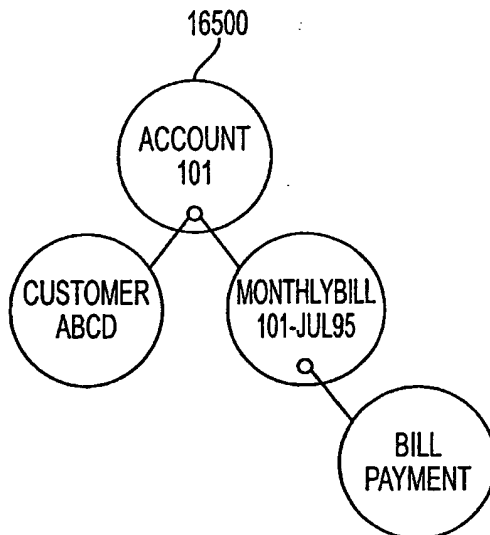 16500
ACCOUNT
101
CUSTOMER
ABCD
MONTHLYBILL
101-JUL95
BILL
PAYMENT